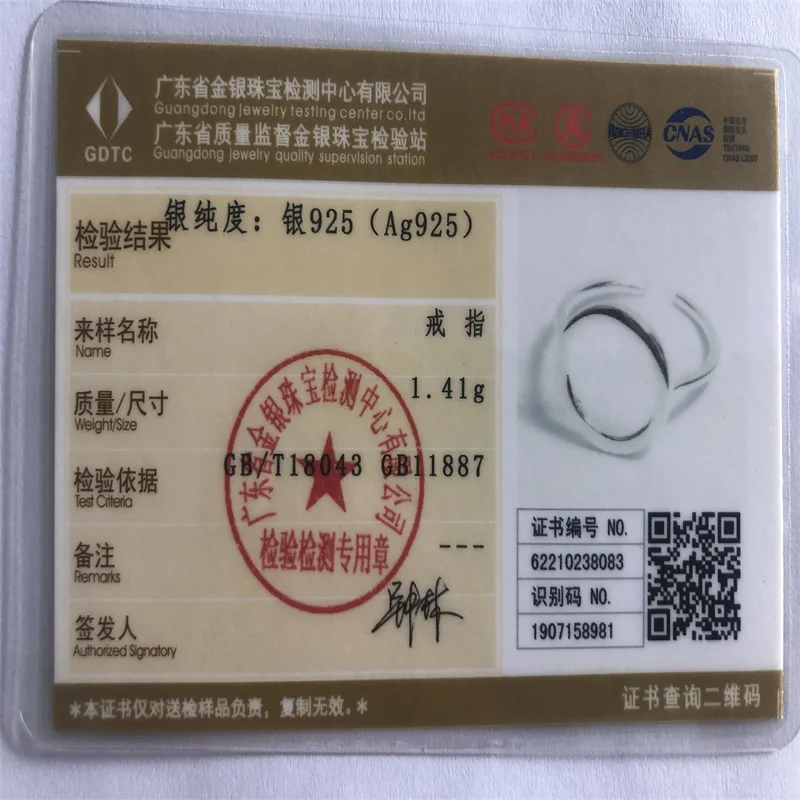 广东省金银珠宝检测中心有限公司
Guangdong jewelry testing center co.ltd
广东省质量监督金银珠宝检验站
Guangdong jewelry quality supervision station
GDTC
MA
CNAS
TESTING
检验结果
Result
银纯度：银925（Ag925）
来样名称
Name
戒 指
质量/尺寸
Weight/Size
1.41g
检验依据
Test Criteria
GB/T18043 GB11887
备注
Remarks
---
签发人
Authorized Signatory
广东省金银珠宝检测中心有限公司
检验检测专用章
证书编号 NO.
62210238083
识别码 NO.
1907158981
*本证书仅对送检样品负责，复制无效。*
证书查询二维码